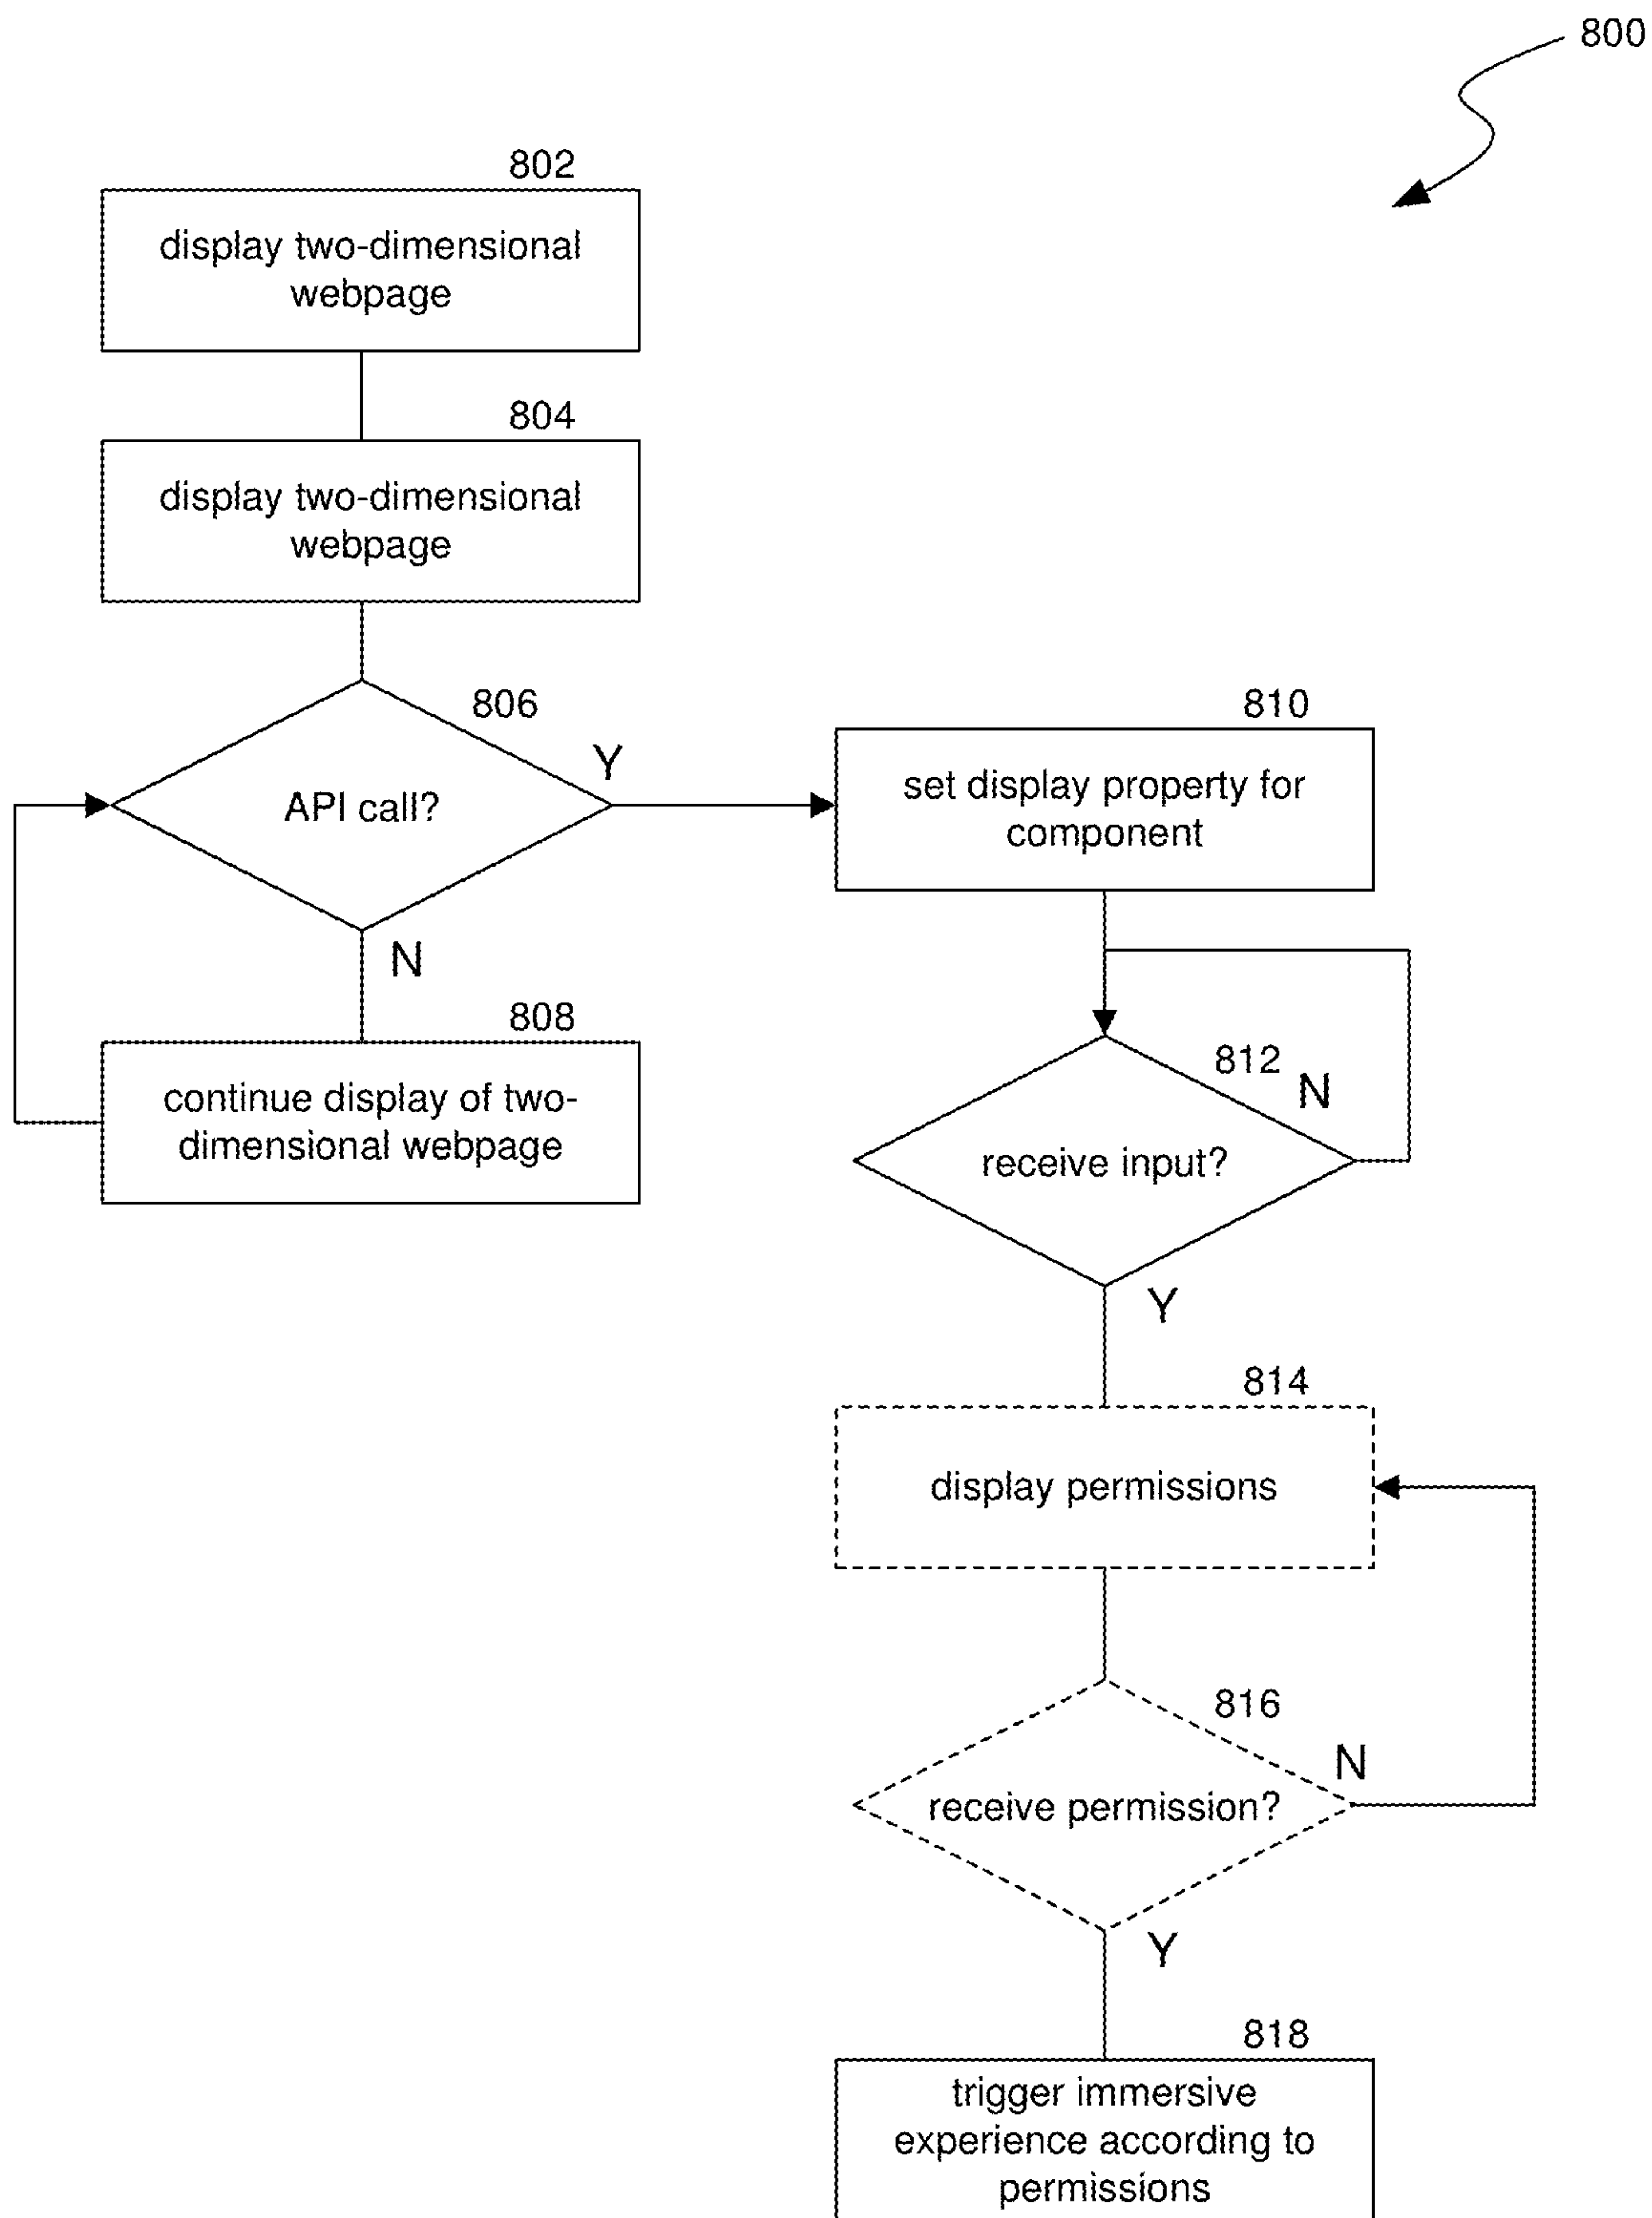 800
802
display two-dimensional
webpage
804
display two-dimensional
webpage
806
Y
API call?
N
808
continue display of two-
dimensional webpage
810
set display property for
component
812
N
receive input?
Y
814
display permissions
816
N
receive permission?
Y
818
trigger immersive
experience according to
permissions